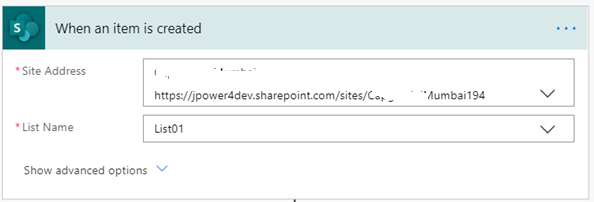 When an item is created
* Site Address
https://jpower4dev.sharepoint.com/sites/ Mumbai194
* List Name
List01
Show advanced options